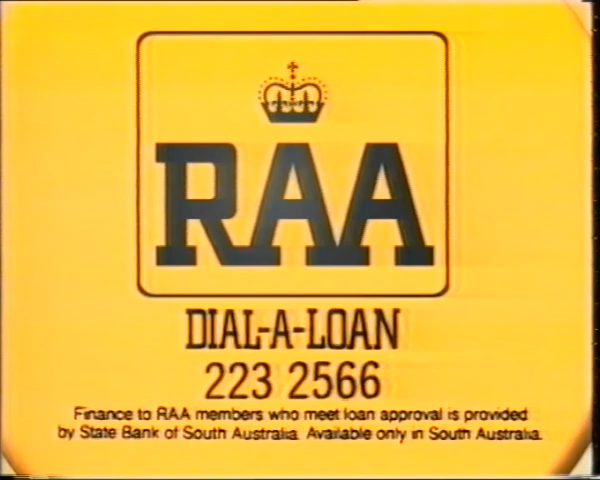 RAA
DIAL-A-LOAN
223 2566
Finance to RAA members who meet loan approval is provided
by State Bank of South Australia. Available only in South Australia.